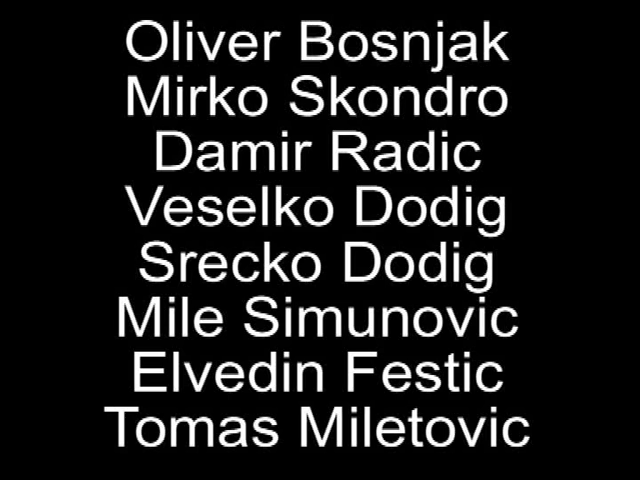 Oliver Bosnjak
Mirko Skondro
Damir Radic
Veselko Dodig
Srecko Dodig
Mile Simunovic
Elvedin Festic
Tomas Miletovic